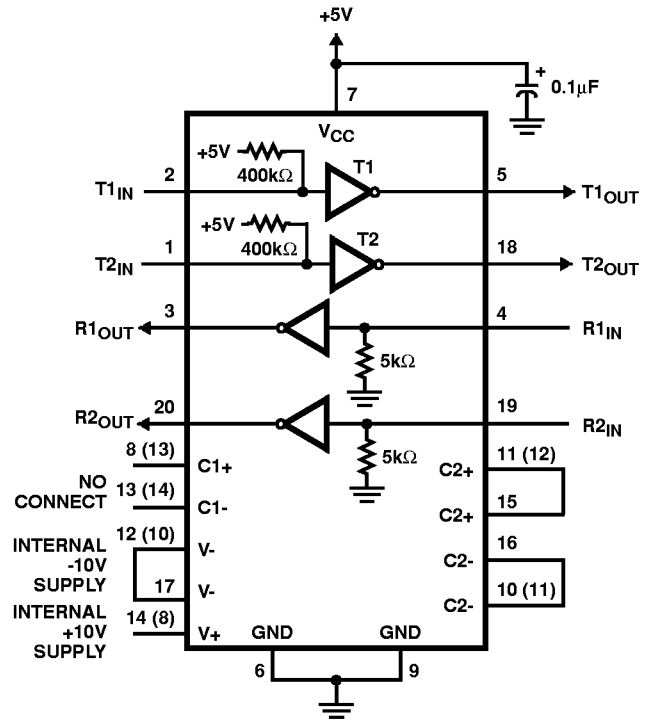 +5V
+
0.1μF
7
VCC
+5V
400kΩ
T1
2
T1IN
5
T1OUT
+5V
400kΩ
T2
1
T2IN
18
T2OUT
3
R1OUT
4
R1IN
5kΩ
20
R2OUT
19
R2IN
5kΩ
8 (13)
C1+
NO
CONNECT
13 (14)
C1-
11 (12)
C2+
15
C2+
12 (10)
V-
INTERNAL
-10V
SUPPLY
17
V-
16
C2-
10 (11)
C2-
INTERNAL
+10V
SUPPLY
14 (8)
V+
GND
GND
6
9